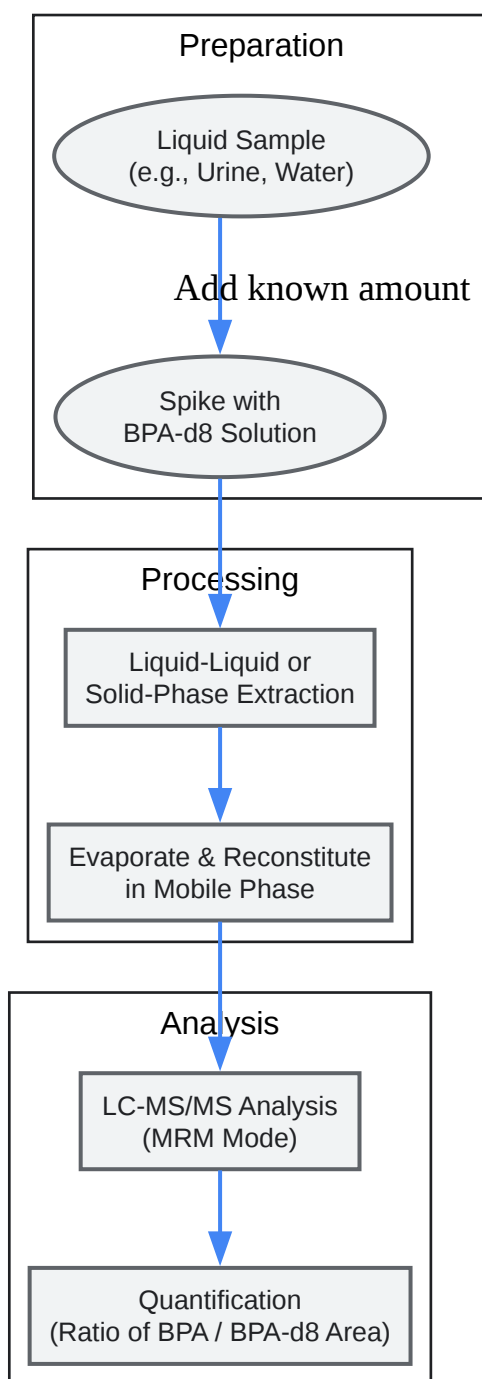 Preparation
Liquid Sample
(e.g., Urine, Water)
Add known amount
Spike with
BPA-d8 Solution
Processing
Liquid-Liquid or
Solid-Phase Extraction
Evaporate & Reconstitute
in Mobile Phase
Analysis
LC-MS/MS Analysis
(MRM Mode)
Quantification
(Ratio of BPA / BPA-d8 Area)